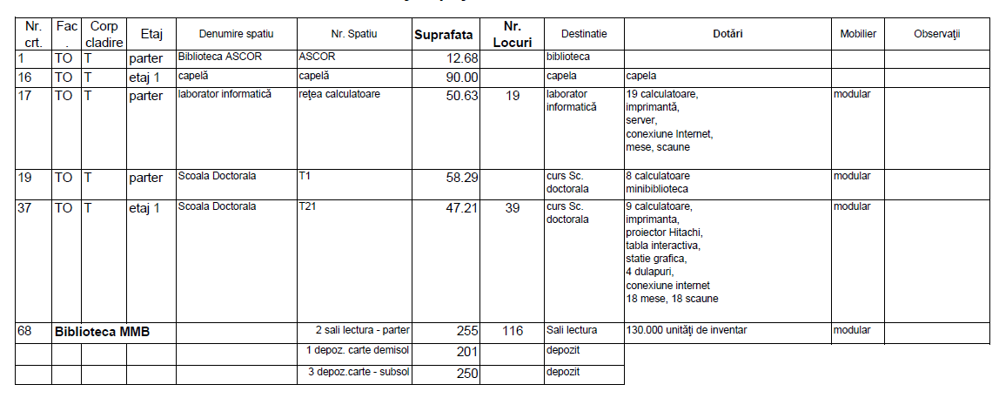 Nr. crt. Fac. Corp cladire Etaj Denumire spatiu Nr. Spatiu Suprafata Nr. Locuri Destinatie Dotări Mobilier Observaţii
1 TO T parter Biblioteca ASCOR ASCOR 12.68 biblioteca
16 TO T etaj 1 capelă capelă 90.00 capela capela
17 TO T parter laborator informatică reţea calculatoare 50.63 19 laborator informatică 19 calculatoare, modular
imprimantă,
server,
conexiune Internet,
mese, scaune
19 TO T parter Scoala Doctorala T1 58.29 curs Sc. doctorala 8 calculatoare modular
minibiblioteca
37 TO T etaj 1 Scoala Doctorala T21 47.21 39 curs Sc. doctorala 9 calculatoare, modular
imprimanta,
proiector Hitachi,
tabla interactiva,
statie grafica,
4 dulapuri,
conexiune internet
18 mese, 18 scaune
68 Biblioteca MMB 2 sali lectura - parter 255 116 Sali lectura 130.000 unităţi de inventar modular
1 depoz. carte demisol 201 depozit
3 depoz.carte - subsol 250 depozit